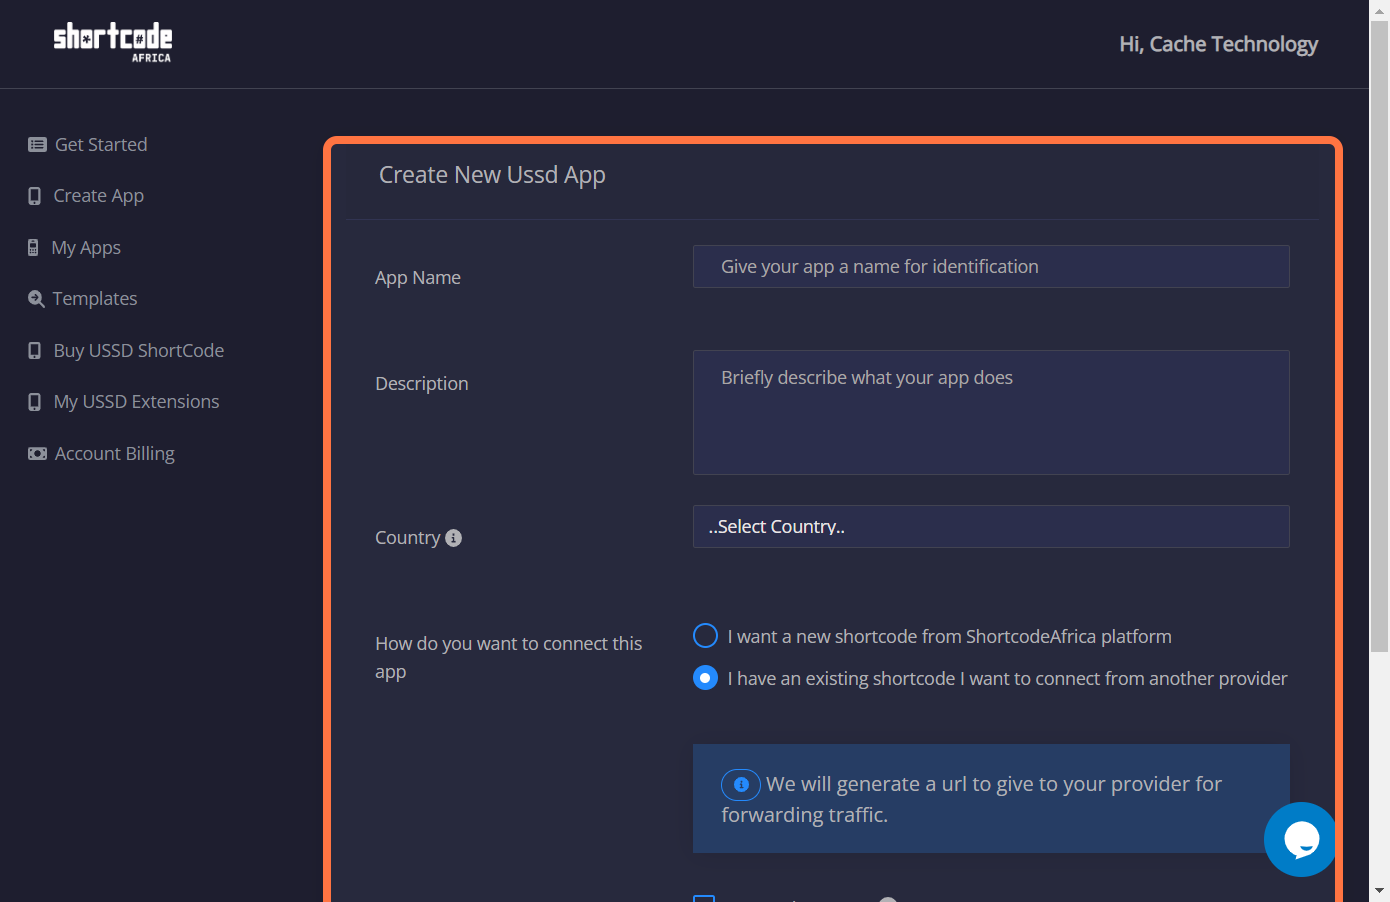 shortcode
AFRICA
Hi, Cache Technology
Get Started
Create App
My Apps
Templates
Buy USSD ShortCode
My USSD Extensions
Account Billing
Create New Ussd App
App Name
Give your app a name for identification
Description
Briefly describe what your app does
Country
..Select Country..
How do you want to connect this
app
I want a new shortcode from ShortcodeAfrica platform
I have an existing shortcode I want to connect from another provider
We will generate a url to give to your provider for
forwarding traffic.